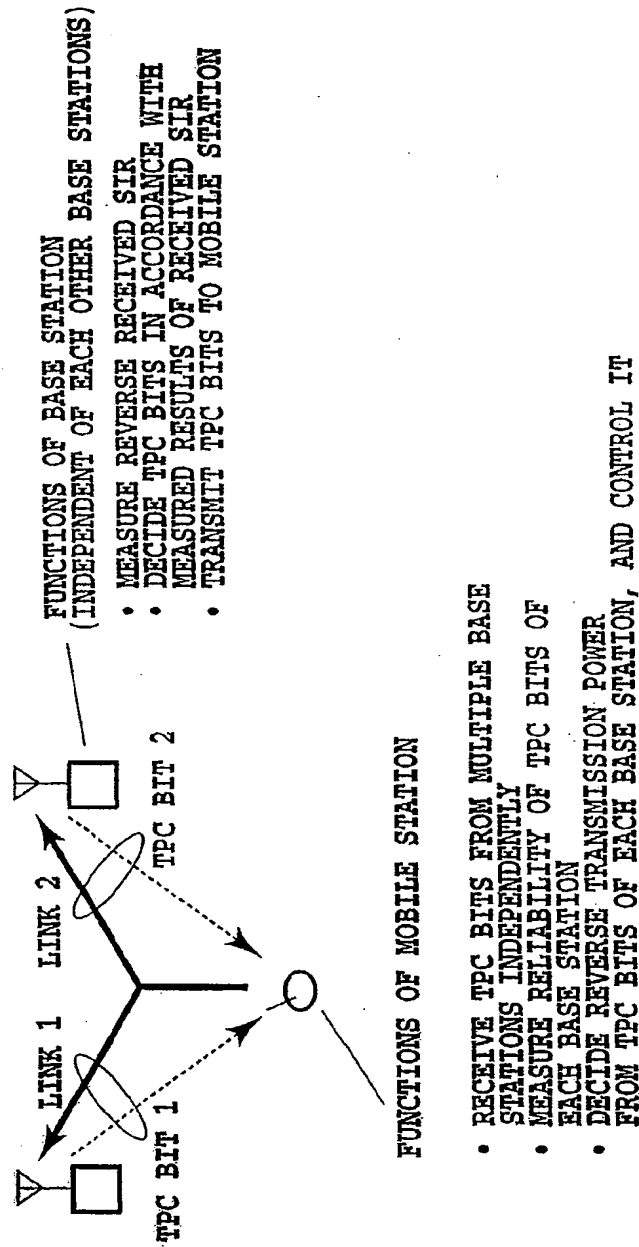 LINK 1
LINK 2
TPC BIT 1
TPC BIT 2
FUNCTIONS OF BASE STATION
(INDEPENDENT OF EACH OTHER BASE STATIONS)
• MEASURE REVERSE RECEIVED SIR
• DECIDE TPC BITS IN ACCORDANCE WITH
MEASURED RESULTS OF RECEIVED SIR
• TRANSMIT TPC BITS TO MOBILE STATION
FUNCTIONS OF MOBILE STATION
• RECEIVE TPC BITS FROM MULTIPLE BASE
STATIONS INDEPENDENTLY
• MEASURE RELIABILITY OF TPC BITS OF
EACH BASE STATION
• DECIDE REVERSE TRANSMISSION POWER
FROM TPC BITS OF EACH BASE STATION, AND CONTROL IT